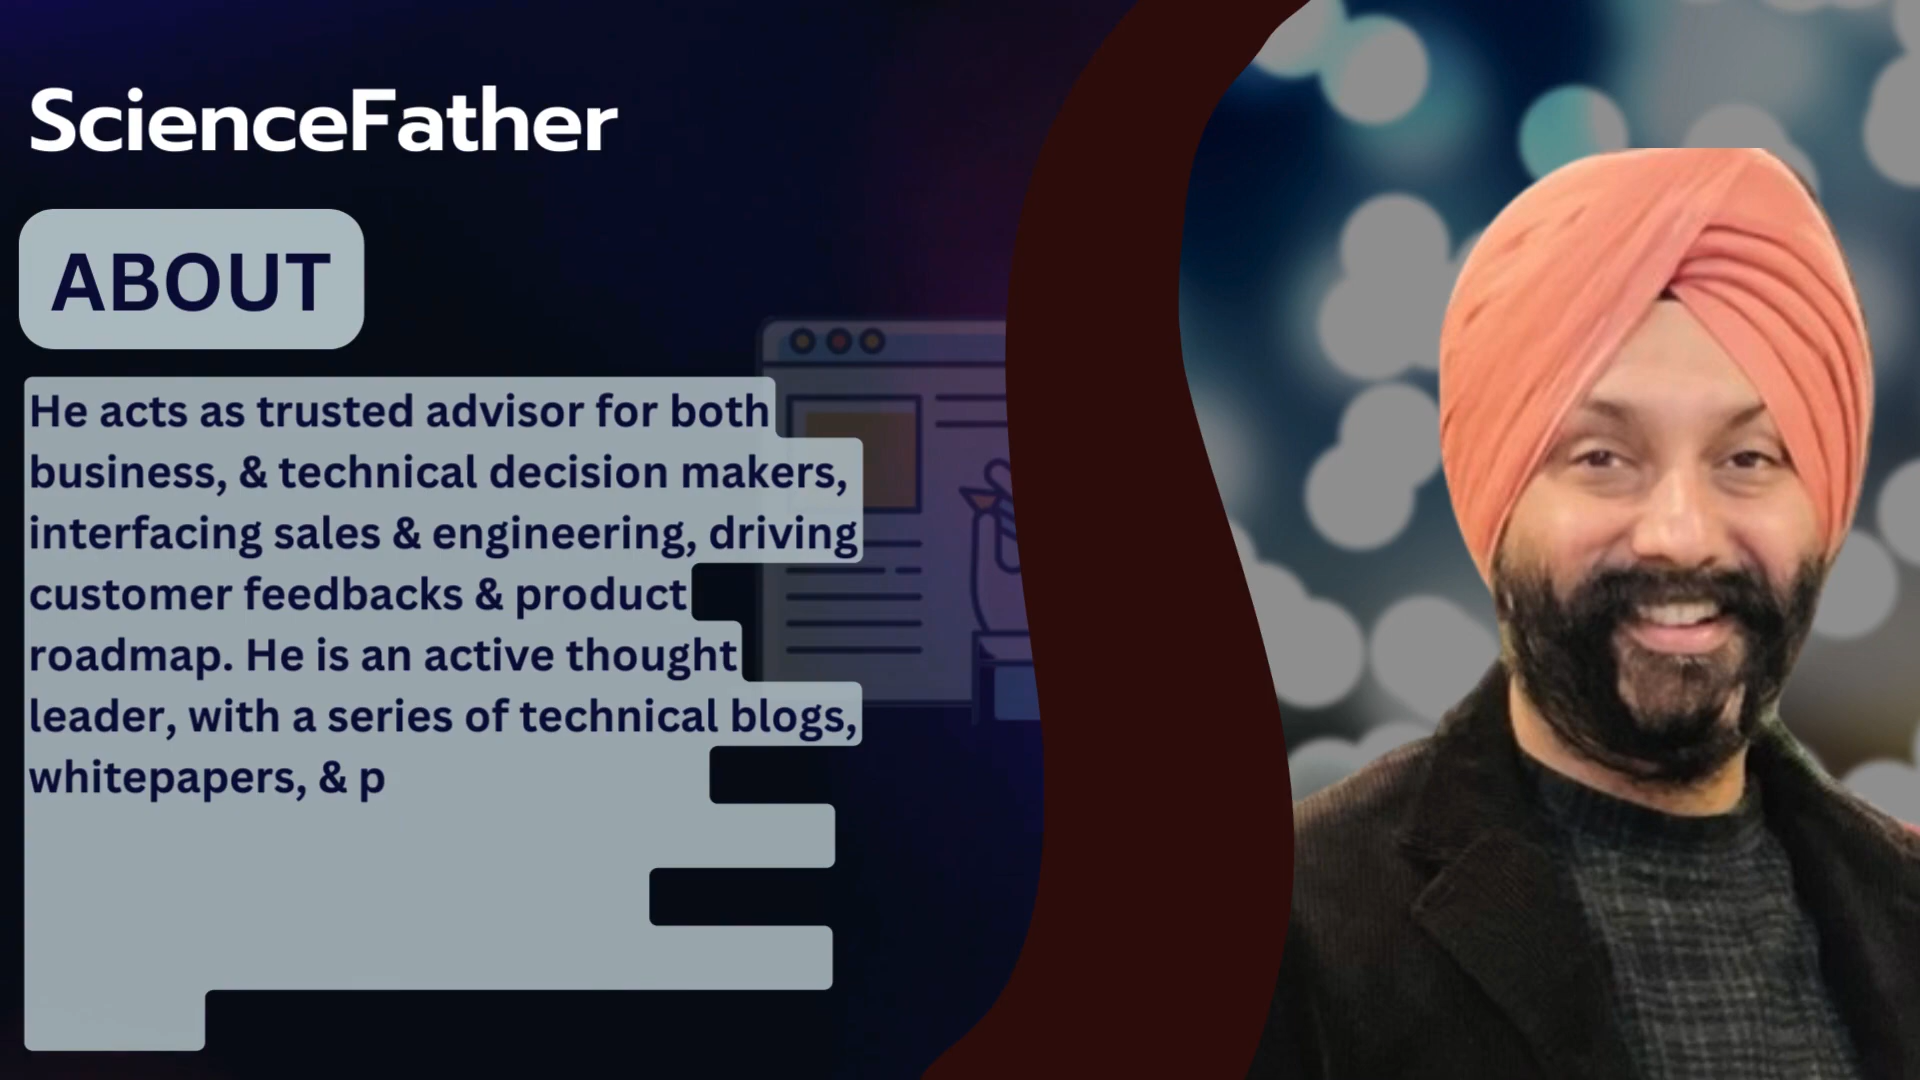 ScienceFather
ABOUT
He acts as trusted advisor for both
business, & technical decision makers,
interfacing sales & engineering, driving
customer feedbacks & product
roadmap. He is an active thought
leader, with a series of technical blogs,
whitepapers, & p